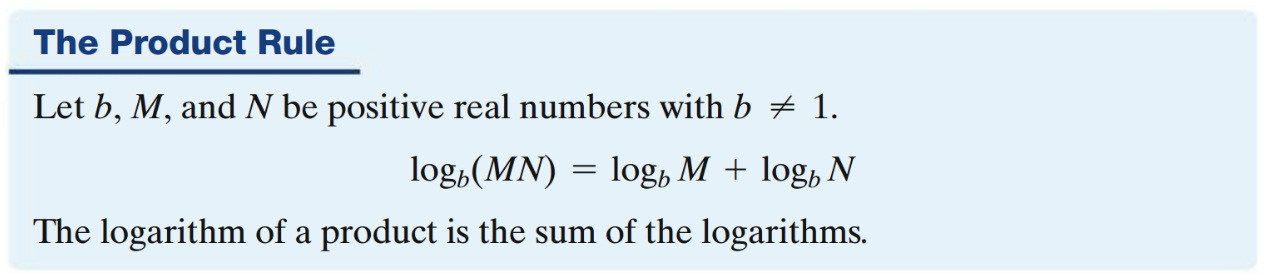 The Product Rule
Let b, M, and N be positive real numbers with b ≠ 1.
log_b(MN) = log_b M + log_b N
The logarithm of a product is the sum of the logarithms.